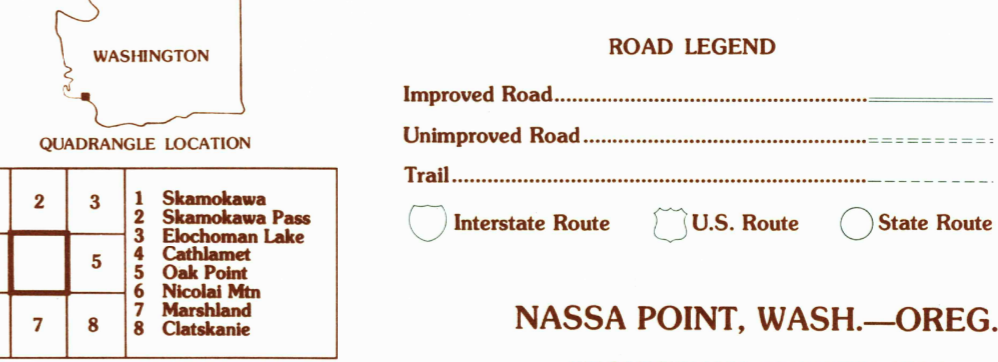 WASHINGTON
QUADRANGLE LOCATION
2 3
5
7 8
1 Skamokawa
2 Skamokawa Pass
3 Elochoman Lake
4 Cathlamet
5 Oak Point
6 Nicolai Mtn
7 Marshland
8 Clatskanie
ROAD LEGEND
Improved Road
Unimproved Road
Trail
Interstate Route U.S. Route State Route
NASSA POINT, WASH.—OREG.